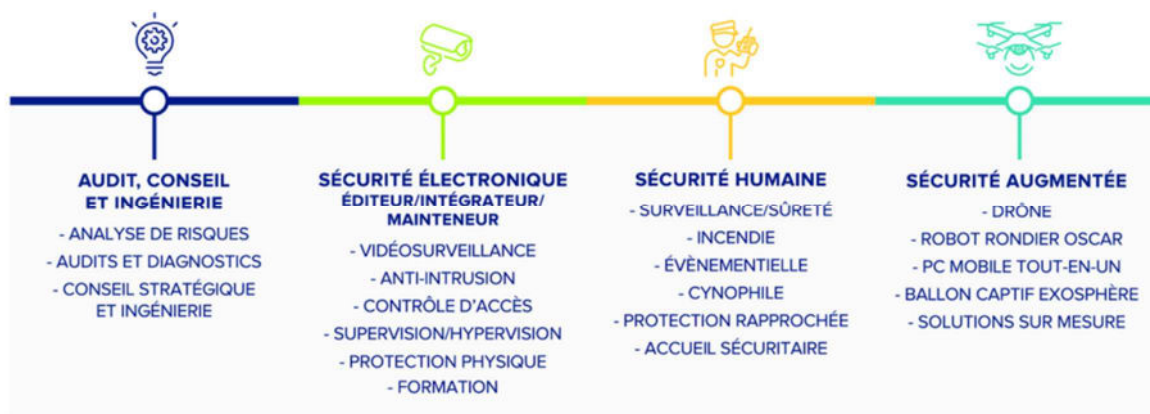 AUDIT, CONSEIL
ET INGÉNIERIE
- ANALYSE DE RISQUES
- AUDITS ET DIAGNOSTICS
- CONSEIL STRATÉGIQUE
ET INGÉNIERIE
SÉCURITÉ ÉLECTRONIQUE
ÉDITEUR/INTÉGRATEUR/
MAINTENEUR
- VIDÉOSURVEILLANCE
- ANTI-INTRUSION
- CONTRÔLE D'ACCÈS
- SUPERVISION/HYPERVISION
- PROTECTION PHYSIQUE
- FORMATION
SÉCURITÉ HUMAINE
- SURVEILLANCE/SÛRETÉ
- INCENDIE
- ÉVÈNEMENTIELLE
- CYNOPHILE
- PROTECTION RAPPROCHÉE
- ACCUEIL SÉCURITAIRE
SÉCURITÉ AUGMENTÉE
- DRÔNE
- ROBOT RONDIER OSCAR
- PC MOBILE TOUT-EN-UN
- BALLON CAPTIF EXOSPHÈRE
- SOLUTIONS SUR MESURE